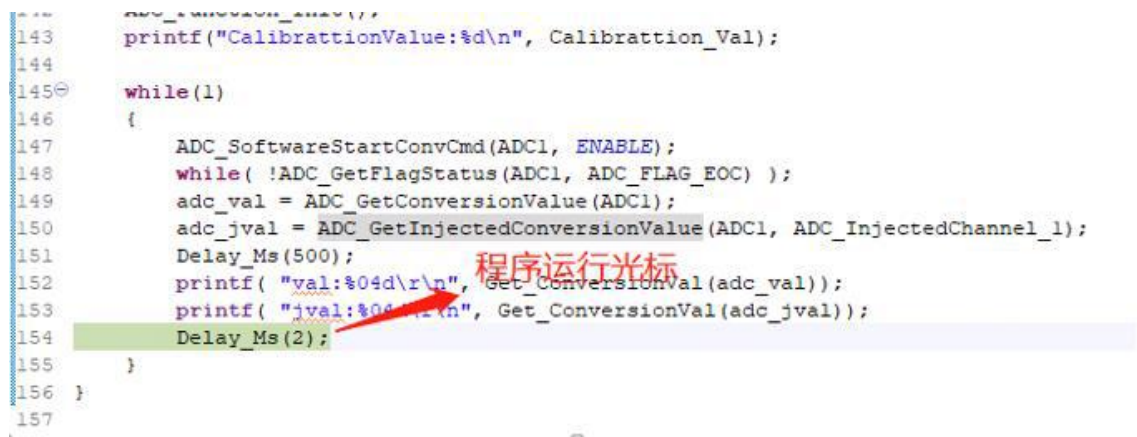 142 ADC_Function_Init();
143 printf("CalibrattionValue:%d\n", Calibrattion_Val);
144
145 while(1)
146 {
147 ADC_SoftwareStartConvCmd(ADC1, ENABLE);
148 while( !ADC_GetFlagStatus(ADC1, ADC_FLAG_EOC) );
149 adc_val = ADC_GetConversionValue(ADC1);
150 adc_jval = ADC_GetInjectedConversionValue(ADC1, ADC_InjectedChannel_1);
151 Delay_Ms(500);
程序运行光标
152 printf( "val:%04d\r\n", Get_ConversionVal(adc_val));
153 printf( "jval:%04d\r\n", Get_ConversionVal(adc_jval));
154 Delay_Ms(2);
155 }
156 }
157